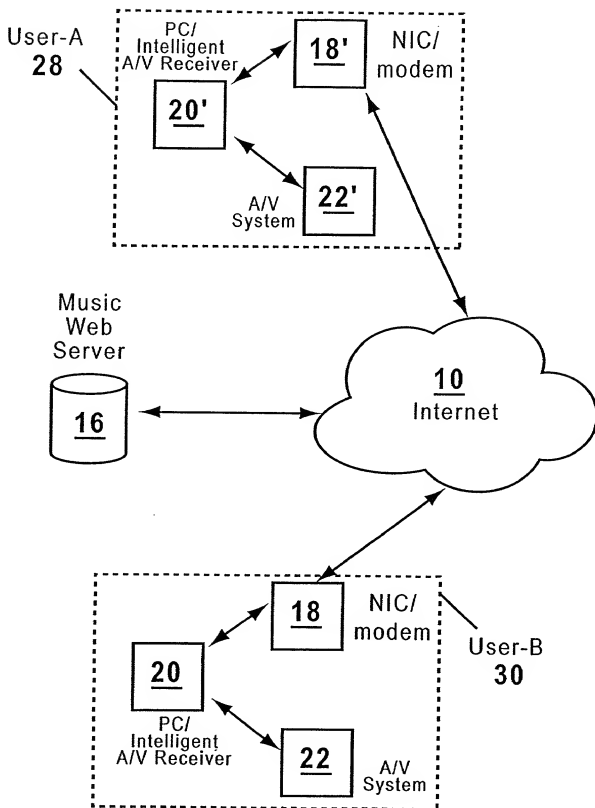 User-A
28
PC/
Intelligent
A/V Receiver
20'
18'
NIC/
modem
22'
A/V
System
Music
Web
Server
16
10
Internet
18
NIC/
modem
20
PC/
Intelligent
A/V Receiver
22
A/V
System
User-B
30